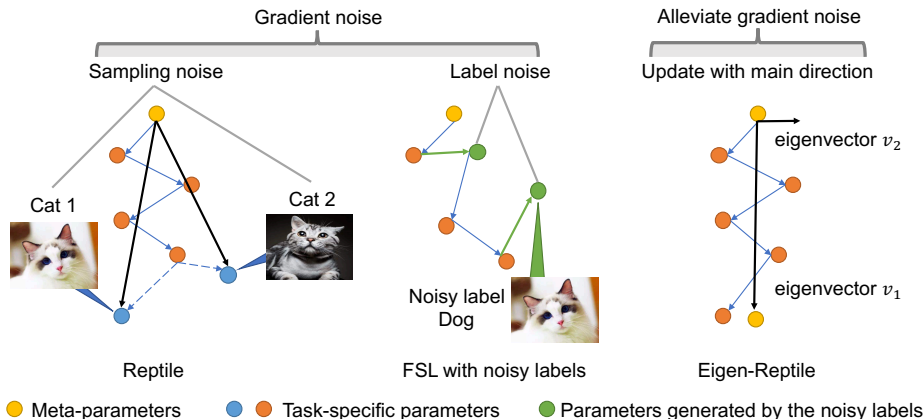 Gradient noise
Alleviate gradient noise
Sampling noise
Label noise
Update with main direction
eigenvector v₂
Cat 1
Cat 2
eigenvector v₁
Noisy label
Dog
Reptile
FSL with noisy labels
Eigen-Reptile
Meta-parameters
Task-specific parameters
Parameters generated by the noisy labels